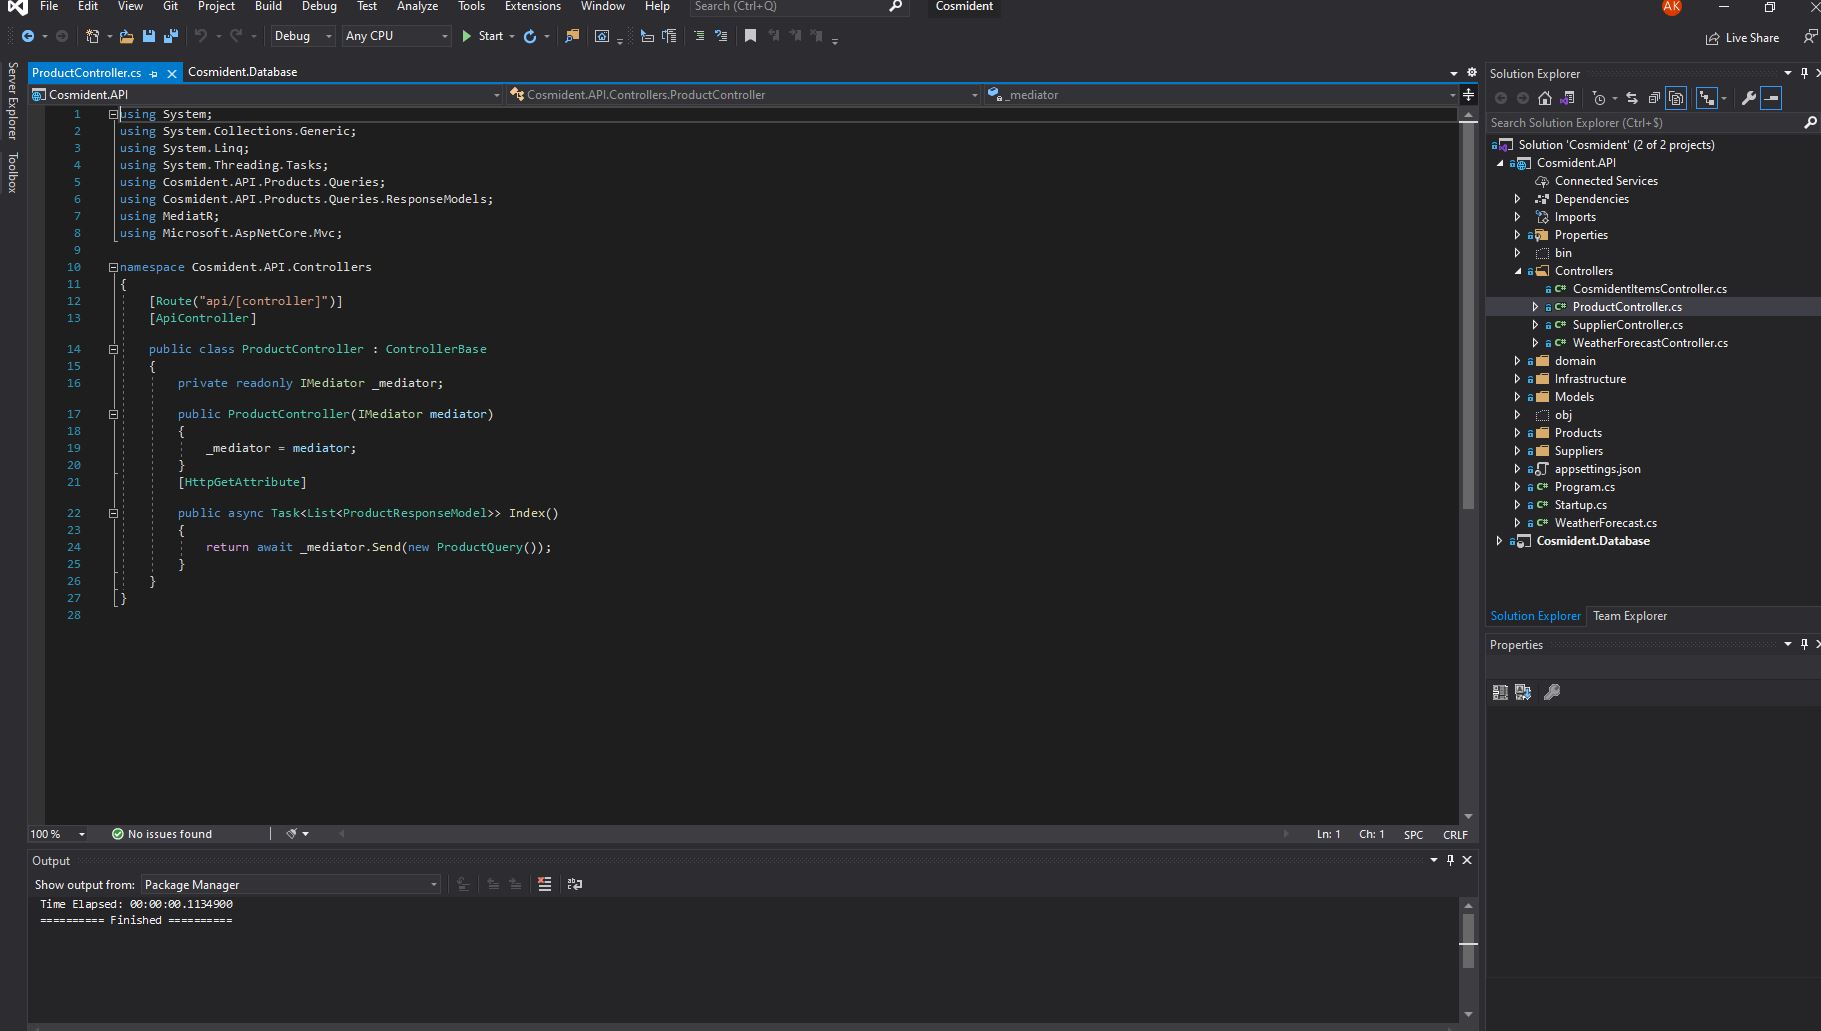 File Edit View Git Project Build Debug Test Analyze Tools Extensions Window Help Search (Ctrl+Q) Cosmident AK
Debug Any CPU Start Live Share
Server Explorer
Toolbox
ProductController.cs Cosmident.Database
Cosmident.API Cosmident.API.Controllers.ProductController _mediator
1 using System;
2 using System.Collections.Generic;
3 using System.Linq;
4 using System.Threading.Tasks;
5 using Cosmident.API.Products.Queries;
6 using Cosmident.API.Products.Queries.ResponseModels;
7 using MediatR;
8 using Microsoft.AspNetCore.Mvc;
9
10 namespace Cosmident.API.Controllers
11 {
12 [Route("api/[controller]")]
13 [ApiController]
14 public class ProductController : ControllerBase
15 {
16 private readonly IMediator _mediator;
17 public ProductController(IMediator mediator)
18 {
19 _mediator = mediator;
20 }
21 [HttpGetAttribute]
22 public async Task<List<ProductResponseModel>> Index()
23 {
24 return await _mediator.Send(new ProductQuery());
25 }
26 }
27 }
28
100 % No issues found Ln: 1 Ch: 1 SPC CRLF
Output
Show output from: Package Manager
Time Elapsed: 00:00:00.1134900
========== Finished ==========
Solution Explorer
Search Solution Explorer (Ctrl+$)
Solution 'Cosmident' (2 of 2 projects)
Cosmident.API
Connected Services
Dependencies
Imports
Properties
bin
Controllers
C# CosmidentItemsController.cs
C# ProductController.cs
C# SupplierController.cs
C# WeatherForecastController.cs
domain
Infrastructure
Models
obj
Products
Suppliers
appsettings.json
C# Program.cs
C# Startup.cs
C# WeatherForecast.cs
Cosmident.Database
Solution Explorer Team Explorer
Properties